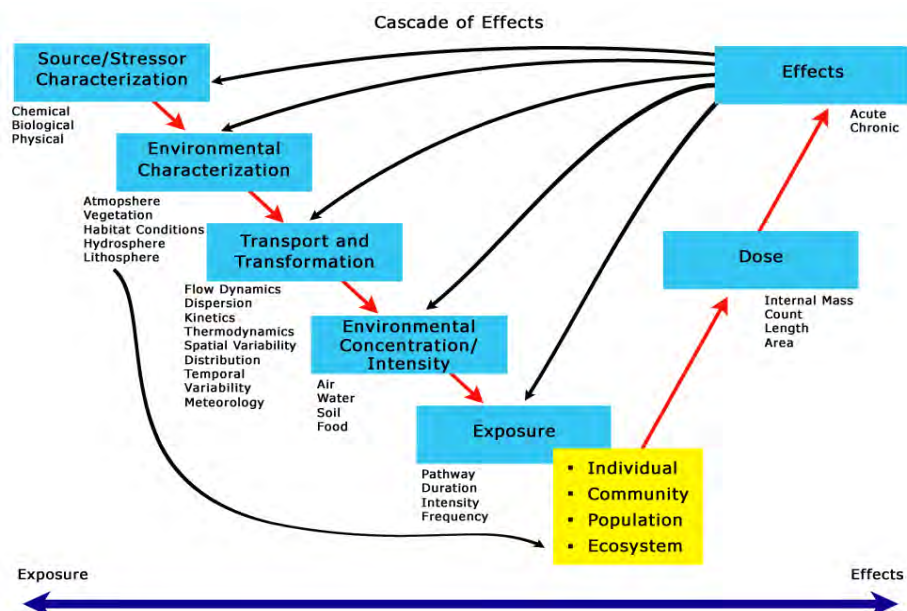 Cascade of Effects
Source/Stressor
Characterization
Chemical
Biological
Physical
Effects
Acute
Chronic
Environmental
Characterization
Atmopshere
Vegetation
Habitat Conditions
Hydrosphere
Lithosphere
Transport and
Transformation
Flow Dynamics
Dispersion
Kinetics
Thermodynamics
Spatial Variability
Distribution
Temporal
Variability
Meteorology
Dose
Internal Mass
Count
Length
Area
Environmental
Concentration/
Intensity
Air
Water
Soil
Food
Exposure
Pathway
Duration
Intensity
Frequency
▪ Individual
▪ Community
▪ Population
▪ Ecosystem
Exposure
Effects